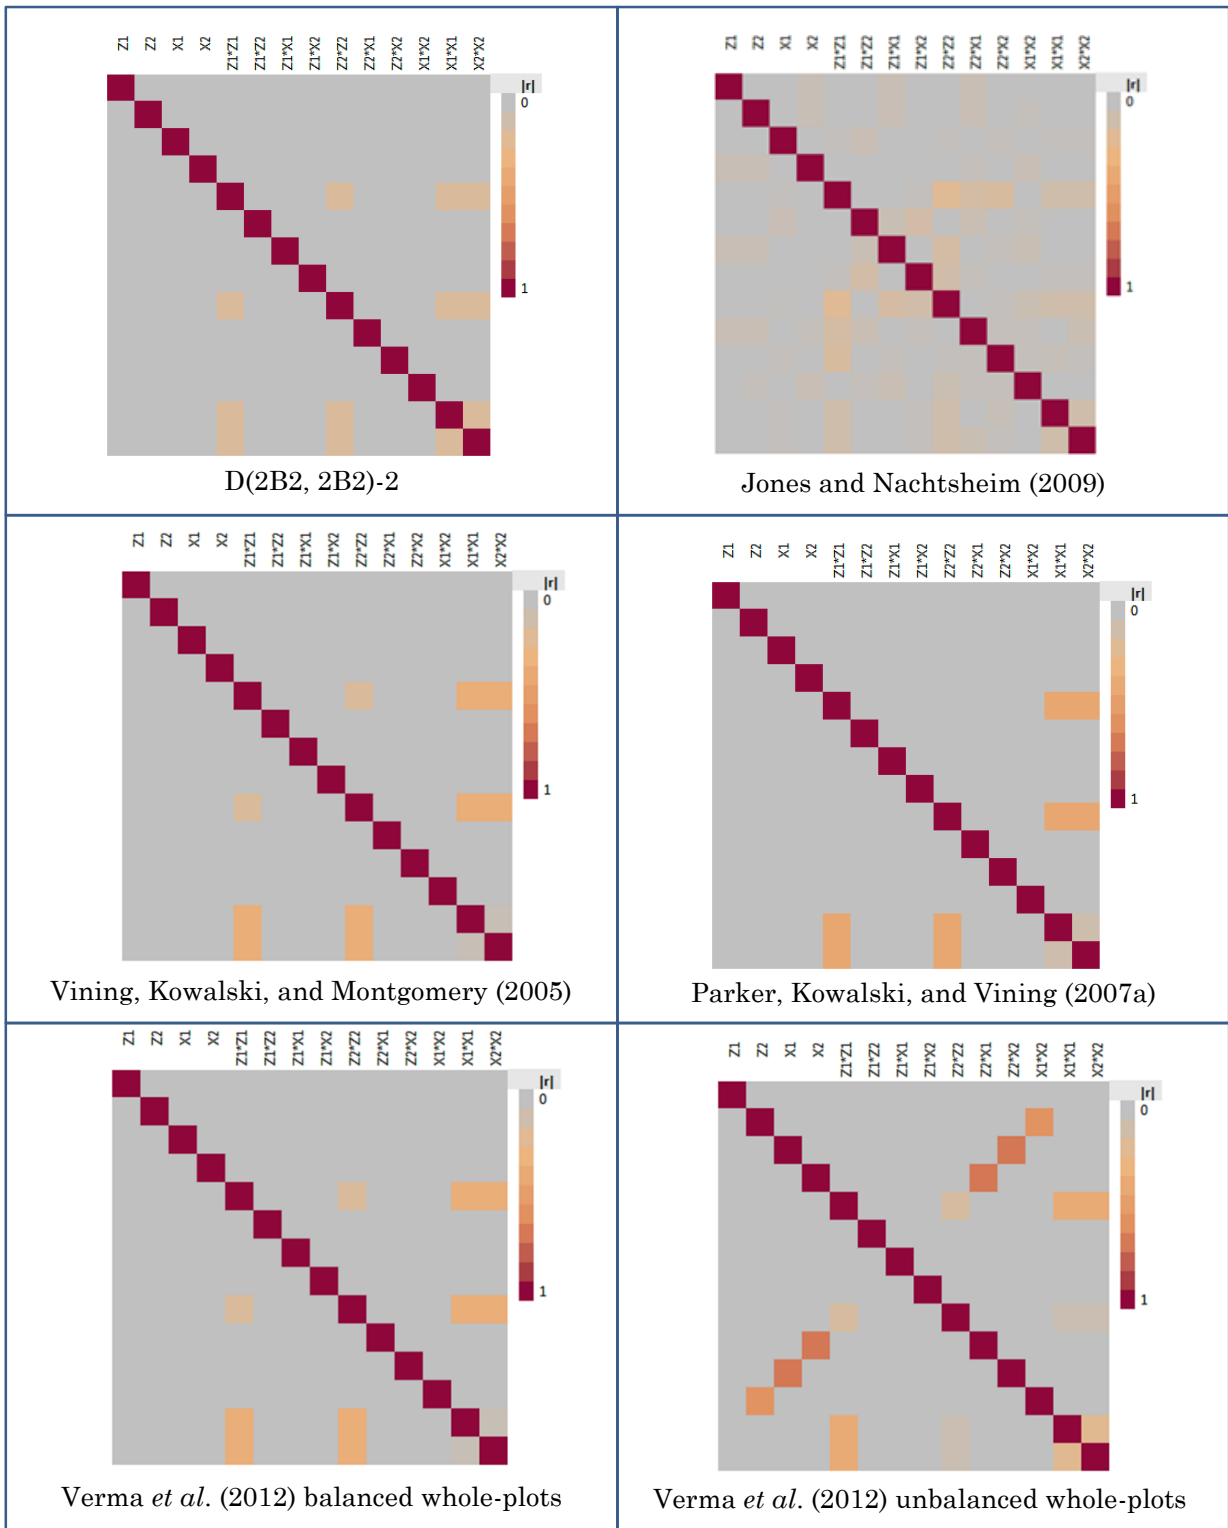 Z1 Z2 X1 X2 Z1*Z1 Z1*Z2 Z1*X1 Z1*X2 Z2*Z2 Z2*X1 Z2*X2 X1*X2 X1*X1 X2*X2
|r|
0
1
D(2B2, 2B2)-2
Z1 Z2 X1 X2 Z1*Z1 Z1*Z2 Z1*X1 Z1*X2 Z2*Z2 Z2*X1 Z2*X2 X1*X2 X1*X1 X2*X2
|r|
0
1
Jones and Nachtsheim (2009)
Z1 Z2 X1 X2 Z1*Z1 Z1*Z2 Z1*X1 Z1*X2 Z2*Z2 Z2*X1 Z2*X2 X1*X2 X1*X1 X2*X2
|r|
0
1
Vining, Kowalski, and Montgomery (2005)
Z1 Z2 X1 X2 Z1*Z1 Z1*Z2 Z1*X1 Z1*X2 Z2*Z2 Z2*X1 Z2*X2 X1*X2 X1*X1 X2*X2
|r|
0
1
Parker, Kowalski, and Vining (2007a)
Z1 Z2 X1 X2 Z1*Z1 Z1*Z2 Z1*X1 Z1*X2 Z2*Z2 Z2*X1 Z2*X2 X1*X2 X1*X1 X2*X2
|r|
0
1
Verma et al. (2012) balanced whole-plots
Z1 Z2 X1 X2 Z1*Z1 Z1*Z2 Z1*X1 Z1*X2 Z2*Z2 Z2*X1 Z2*X2 X1*X2 X1*X1 X2*X2
|r|
0
1
Verma et al. (2012) unbalanced whole-plots